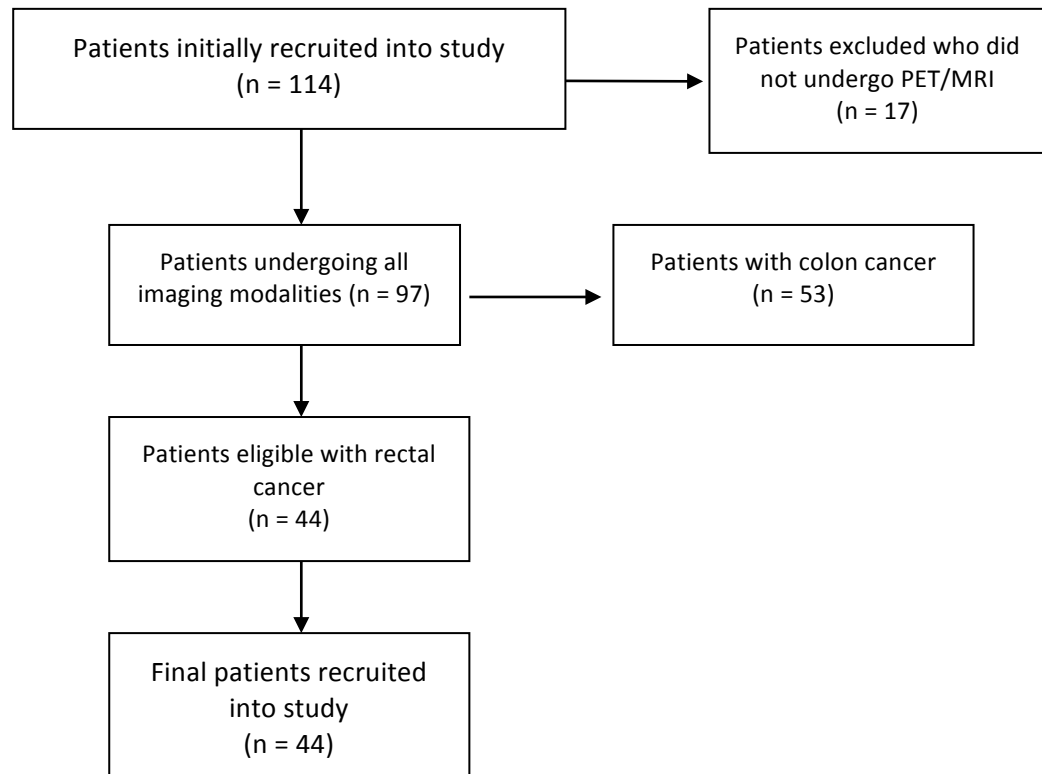 Patients initially recruited into study
(n = 114)
Patients excluded who did
not undergo PET/MRI
(n = 17)
Patients undergoing all
imaging modalities (n = 97)
Patients with colon cancer
(n = 53)
Patients eligible with rectal
cancer
(n = 44)
Final patients recruited
into study
(n = 44)